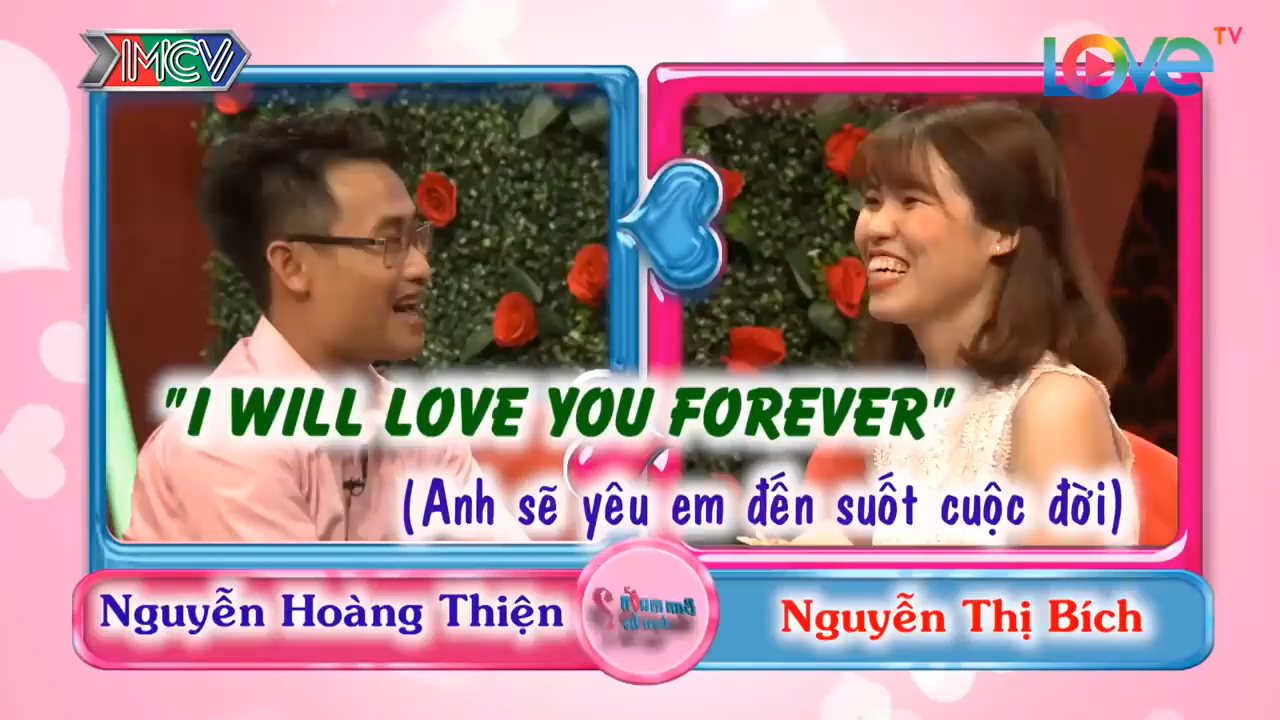 MCV
LOVE TV
"I WILL LOVE YOU FOREVER"
(Anh sẽ yêu em đến suốt cuộc đời)
Nguyễn Hoàng Thiện
Nguyễn Thị Bích